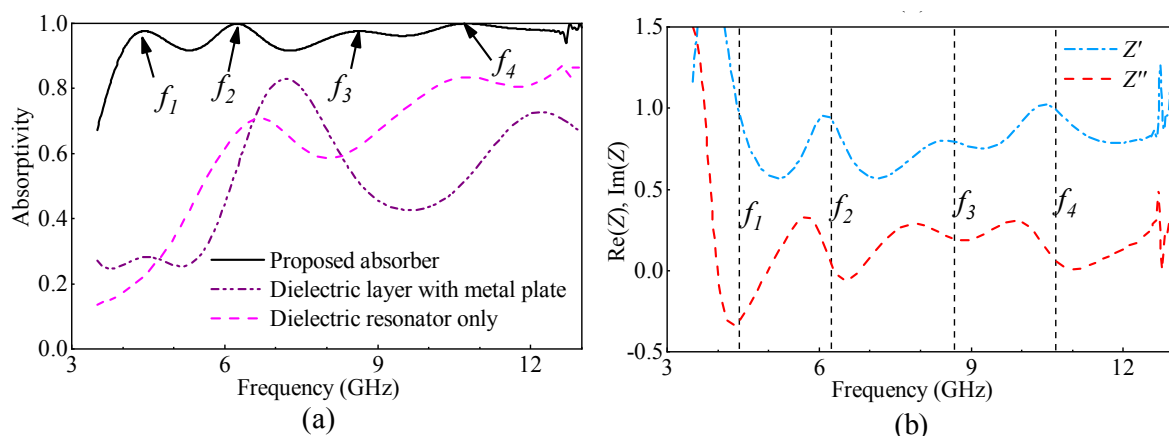 1.0
0.8
0.6
0.4
0.2
0.0
Absorptivity
f1
f2
f3
f4
Proposed absorber
Dielectric layer with metal plate
Dielectric resonator only
3 6 9 12
Frequency (GHz)
(a)
1.5
1.0
0.5
0.0
-0.5
Re(Z), Im(Z)
Z'
Z''
f1
f2
f3
f4
3 6 9 12
Frequency (GHz)
(b)